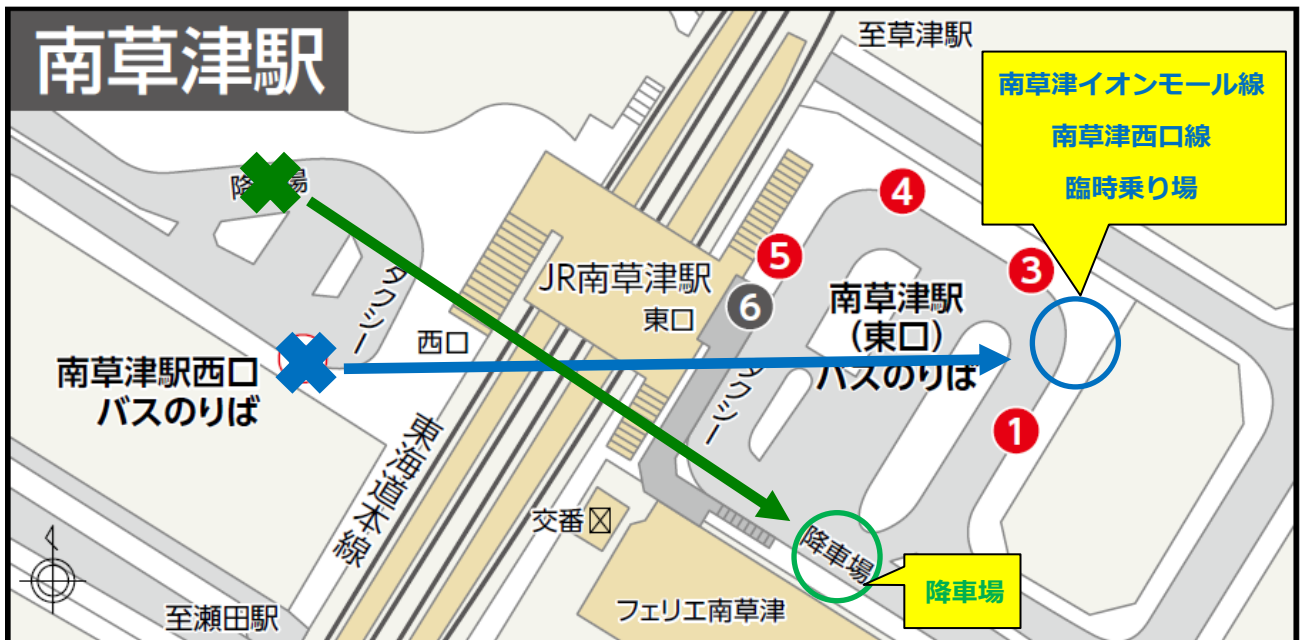 南草津駅
至草津駅
南草津イオンモール線
南草津西口線
臨時乗り場
降 場
タクシー
4
5
3
JR南草津駅
東口
6
南草津駅
（東口）
バスのりば
西口
南草津駅西口
バスのりば
タクシー
1
東海道本線
交番
降車場
降車場
フェリエ南草津
至瀬田駅